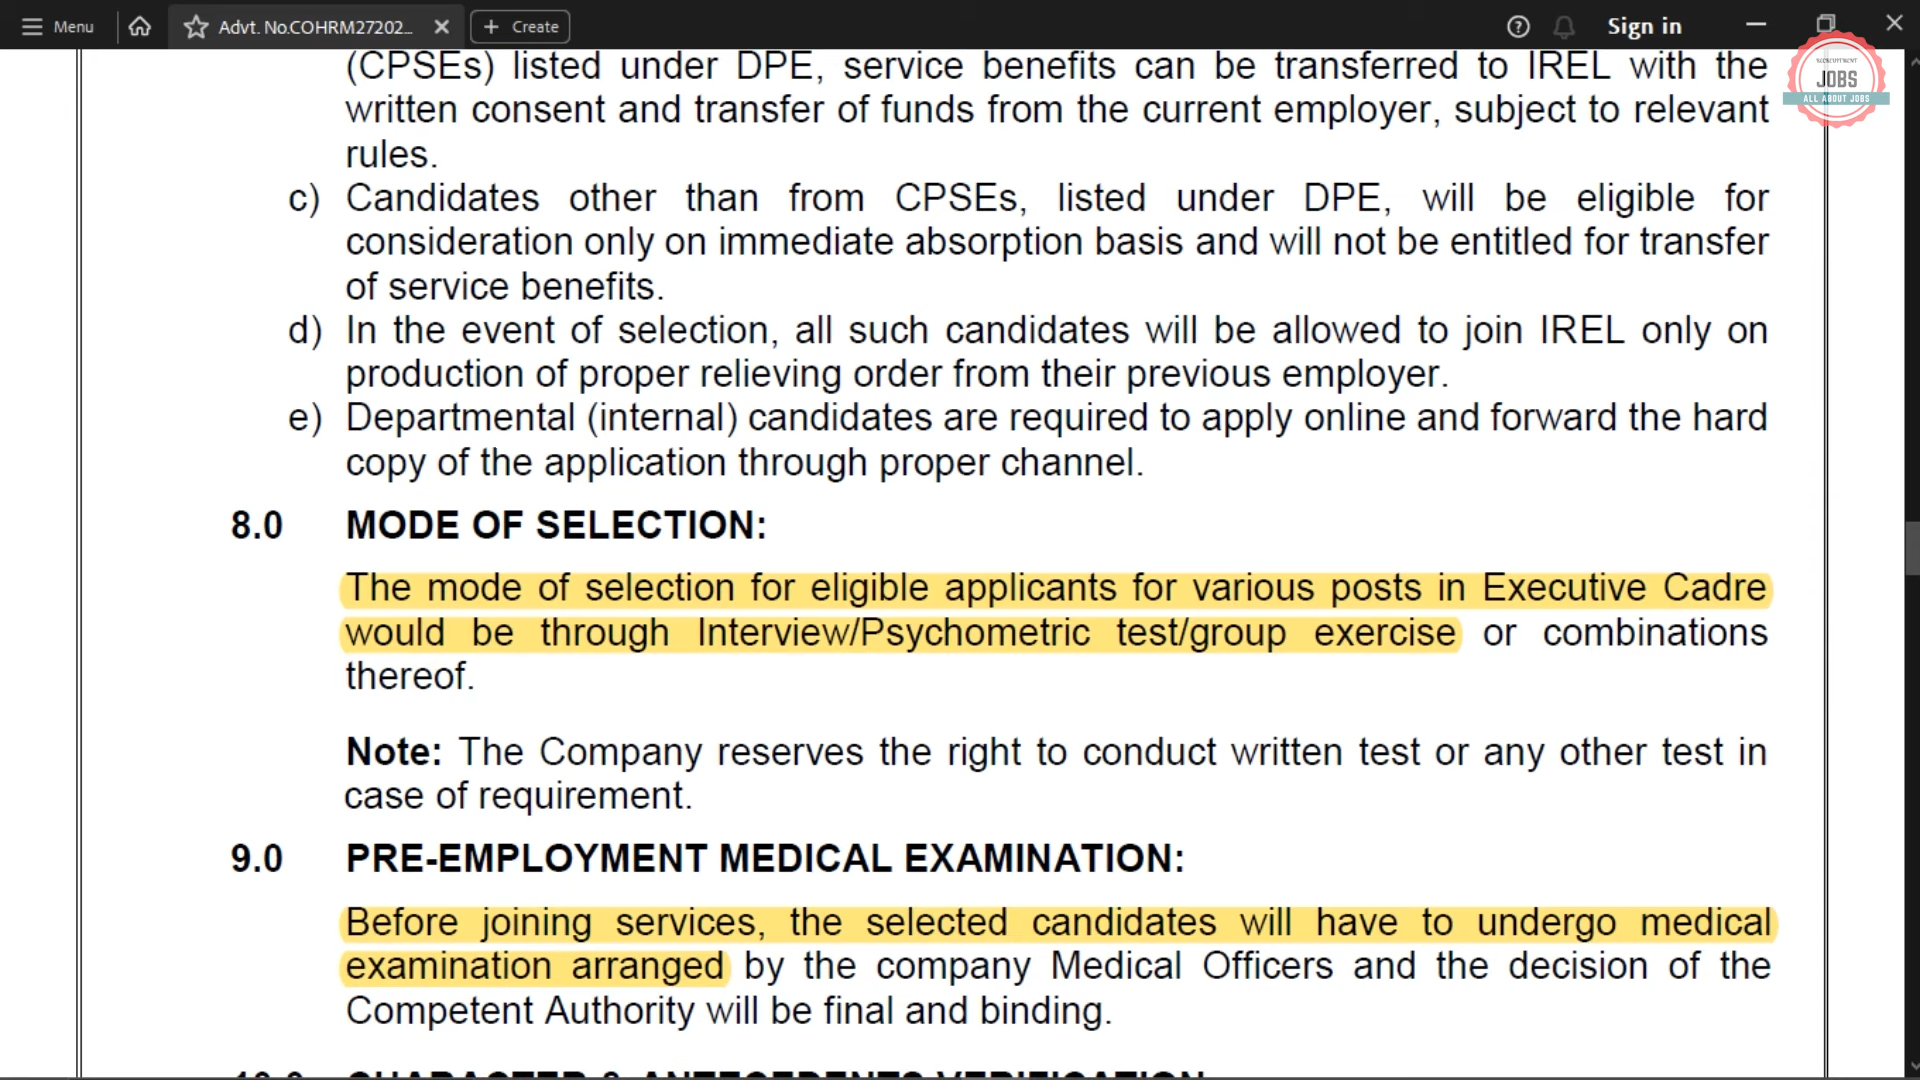 Menu
Advt. No.COHRM27202...
Create
Sign in
RECRUITMENT
JOBS
ALL ABOUT JOBS
(CPSEs) listed under DPE, service benefits can be transferred to IREL with the
written consent and transfer of funds from the current employer, subject to relevant
rules.
c) Candidates other than from CPSEs, listed under DPE, will be eligible for
consideration only on immediate absorption basis and will not be entitled for transfer
of service benefits.
d) In the event of selection, all such candidates will be allowed to join IREL only on
production of proper relieving order from their previous employer.
e) Departmental (internal) candidates are required to apply online and forward the hard
copy of the application through proper channel.
8.0 MODE OF SELECTION:
The mode of selection for eligible applicants for various posts in Executive Cadre
would be through Interview/Psychometric test/group exercise or combinations
thereof.
Note: The Company reserves the right to conduct written test or any other test in
case of requirement.
9.0 PRE-EMPLOYMENT MEDICAL EXAMINATION:
Before joining services, the selected candidates will have to undergo medical
examination arranged by the company Medical Officers and the decision of the
Competent Authority will be final and binding.
10.0 CHARACTER & ANTECEDENTS VERIFICATION